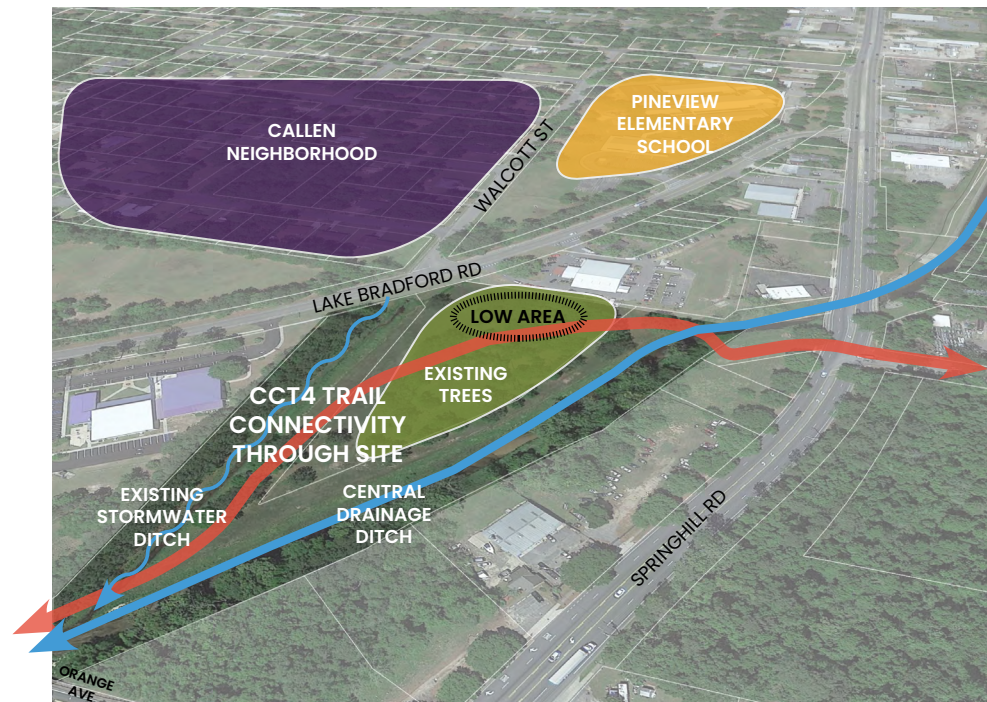 CALLEN
NEIGHBORHOOD
PINEVIEW
ELEMENTARY
SCHOOL
WALCOTT ST
LAKE BRADFORD RD
LOW AREA
EXISTING
TREES
CCT4 TRAIL
CONNECTIVITY
THROUGH SITE
EXISTING
STORMWATER
DITCH
CENTRAL
DRAINAGE
DITCH
SPRINGHILL RD
ORANGE
AVE